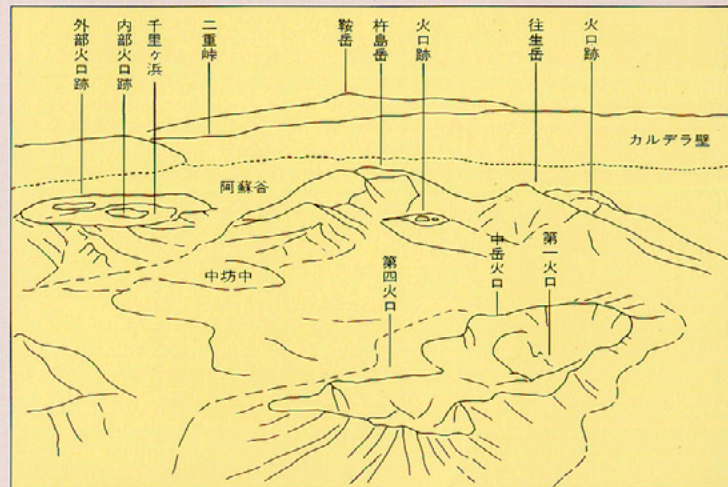 外部火口跡
内部火口跡
千里ヶ浜
二重峠
鞍岳
杵島岳
火口跡
往生岳
火口跡
カルデラ壁
阿蘇谷
中坊中
第四火口
中岳火口
第一火口